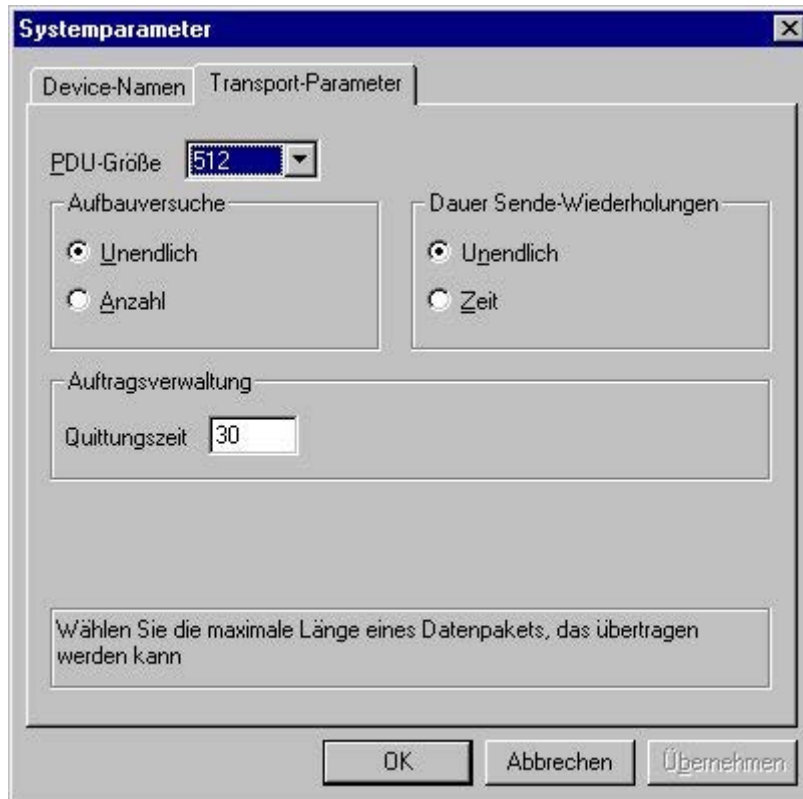 Systemparameter
Device-Namen Transport-Parameter
PDU-Größe 512
Aufbauversuche
Unendlich
Anzahl
Dauer Sende-Wiederholungen
Unendlich
Zeit
Auftragsverwaltung
Quittungszeit 30
Wählen Sie die maximale Länge eines Datenpakets, das übertragen
werden kann
OK Abbrechen Übernehmen